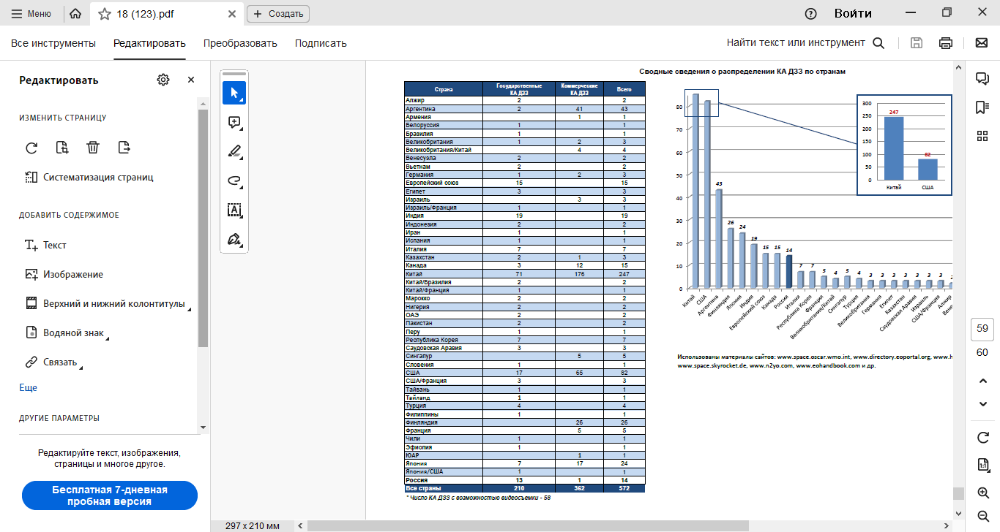 Меню
18 (123).pdf
Создать
Войти
Все инструменты
Редактировать
Преобразовать
Подписать
Найти текст или инструмент
Редактировать
ИЗМЕНИТЬ СТРАНИЦУ
Систематизация страниц
ДОБАВИТЬ СОДЕРЖИМОЕ
Текст
Изображение
Верхний и нижний колонтитулы
Водяной знак
Связать
Еще
ДРУГИЕ ПАРАМЕТРЫ
Редактируйте текст, изображения,
страницы и многое другое.
Бесплатная 7-дневная
пробная версия
Сводные сведения о распределении КА ДЗЗ по странам
Страна Государственные КА ДЗЗ Коммерческие КА ДЗЗ Всего
Алжир 2 2
Аргентина 2 41 43
Армения 1 1
Белоруссия 1 1
Бразилия 1 1
Великобритания 1 2 3
Великобритания/Китай 4 4
Венесуэла 2 2
Вьетнам 2 2
Германия 1 2 3
Европейский союз 15 15
Египет 3 3
Израиль 3 3
Израиль/Франция 1 1
Индия 19 19
Индонезия 2 2
Иран 1 1
Испания 1 1
Италия 7 7
Казахстан 2 1 3
Канада 3 12 15
Китай 71 176 247
Китай/Бразилия 2 2
Китай/Франция 1 1
Марокко 2 2
Нигерия 2 2
ОАЭ 2 2
Пакистан 2 2
Перу 1 1
Республика Корея 7 7
Саудовская Аравия 3 3
Сингапур 5 5
Словения 1 1
США 17 65 82
США/Франция 3 3
Тайвань 1 1
Тайланд 1 1
Турция 4 4
Филиппины 1 1
Финляндия 26 26
Франция 5 5
Чили 1 1
Эфиопия 1 1
ЮАР 1 1
Япония 7 17 24
Япония/США 1 1
Россия 13 1 14
Все страны 210 362 572
* Число КА ДЗЗ с возможностью видеосъемки - 58
80
70
60
50
40
30
20
10
0
43 26 24 19 15 15 14 7 7 5 4 5 4 3 3 3 3 3 3 3
Китай
США
Аргентина
Финляндия
Япония
Индия
Европейский союз
Канада
Россия
Италия
Республика Корея
Франция
Великобритания/Китай
Сингапур
Турция
Великобритания
Германия
Египет
Казахстан
Саудовская Аравия
Израиль
США/Франция
Алжир
300
250
200
150
100
50
0
247
82
Китай
США
Использованы материалы сайтов: www.space.oscar.wmo.int, www.directory.eoportal.org,
www.space.skyrocket.de, www.n2yo.com, www.eohandbook.com и др.
59
60
297 x 210 мм